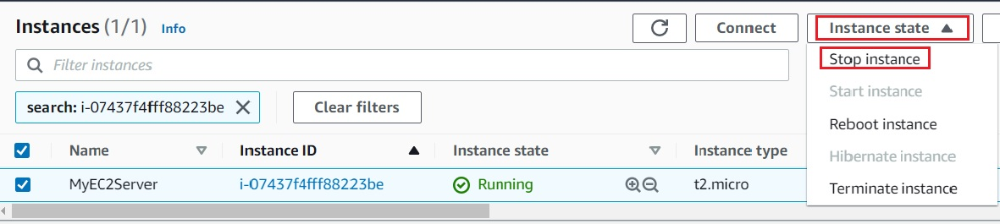 Instances (1/1) Info
Connect
Instance state
Filter instances
search: i-07437f4fff88223be
Clear filters
Stop instance
Start instance
Reboot instance
Hibernate instance
Terminate instance
Name Instance ID Instance state Instance type
MyEC2Server i-07437f4fff88223be Running t2.micro